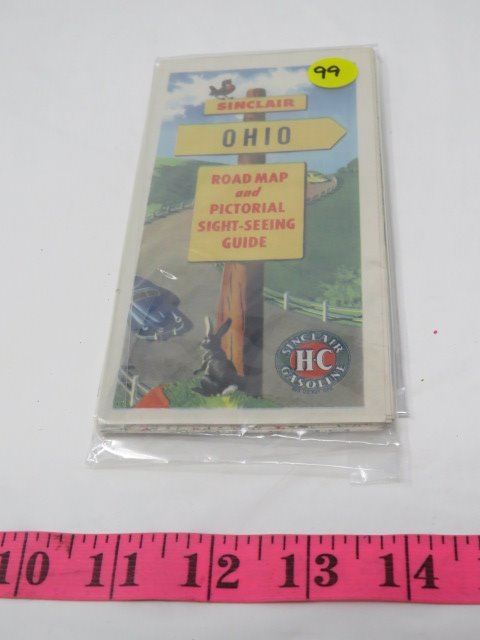 99
SINCLAIR
OHIO
ROAD MAP
and
PICTORIAL
SIGHT-SEEING
GUIDE
SINCLAIR
H-C
GASOLINE
10 11 12 13 14